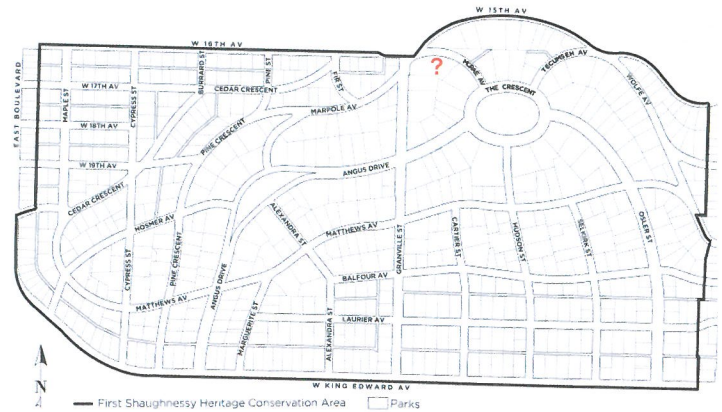 W 15TH AV
W 16TH AV
?
EAST BOULEVARD
MAPLE ST
W 17TH AV
CYPRESS ST
BURRARD ST
PINE ST
CEDAR CRESCENT
FIR ST
MARPOLE AV
TECUMSEH AV
WOLFE AV
THE CRESCENT
W 18TH AV
PINE CRESCENT
W 19TH AV
ANGUS DRIVE
CEDAR CRESCENT
HOSMER AV
ALEXANDRA ST
MATTHEWS AV
GRANVILLE ST
CARTIER ST
HUDSON ST
SELKIRK ST
OSLER ST
CYPRESS ST
PINE CRESCENT
ANGUS DRIVE
BALFOUR AV
MATTHEWS AV
MARGUERITE ST
ALEXANDRA ST
LAURIER AV
W KING EDWARD AV
N
First Shaughnessy Heritage Conservation Area
Parks